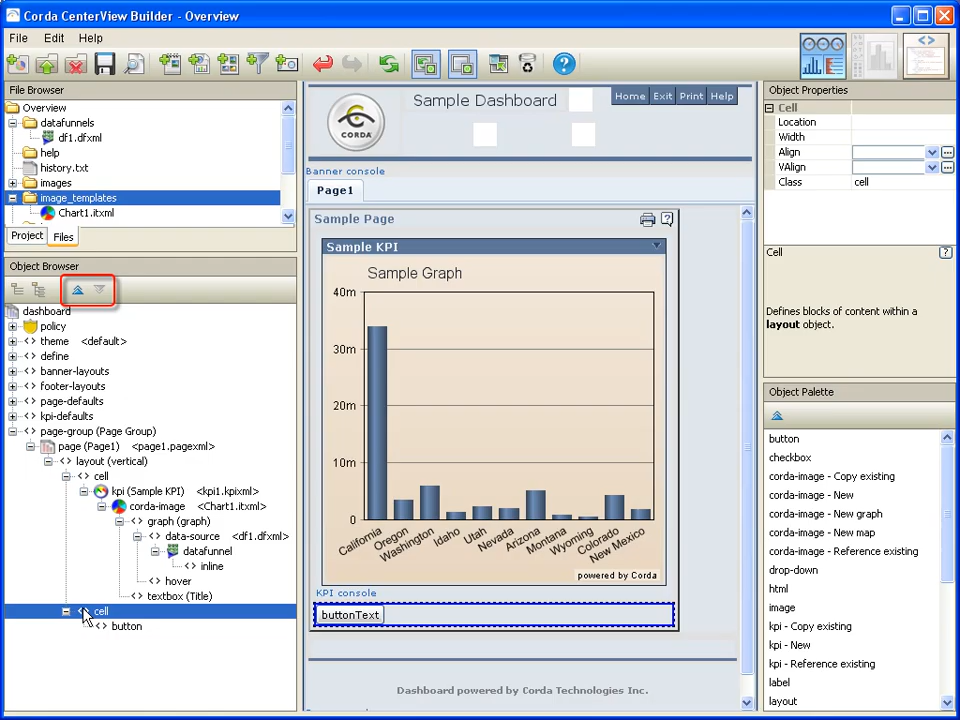 Corda CenterView Builder - Overview
File Edit Help
File Browser
Overview
datafunnels
df1.dfxml
help
history.txt
images
image_templates
Chart1.itxml
Project Files
Object Browser
dashboard
policy
theme <default>
define
banner-layouts
footer-layouts
page-defaults
kpi-defaults
page-group (Page Group)
page (Page1) <page1.pagexml>
layout (vertical)
cell
kpi (Sample KPI) <kpi1.kpixml>
corda-image <Chart1.itxml>
graph (graph)
data-source <df1.dfxml>
datafunnel
inline
hover
textbox (Title)
cell
button
CORDA
Sample Dashboard
Home Exit Print Help
Banner console
Page1
Sample Page
Sample KPI
Sample Graph
40m
30m
20m
10m
0
California
Oregon
Washington
Idaho
Utah
Nevada
Arizona
Montana
Wyoming
Colorado
New Mexico
powered by Corda
KPI console
buttonText
Dashboard powered by Corda Technologies Inc.
Object Properties
Cell
Location
Width
Align
VAlign
Class cell
Cell
Defines blocks of content within a
layout object.
Object Palette
button
checkbox
corda-image - Copy existing
corda-image - New
corda-image - New graph
corda-image - New map
corda-image - Reference existing
drop-down
html
image
kpi - Copy existing
kpi - New
kpi - Reference existing
label
layout